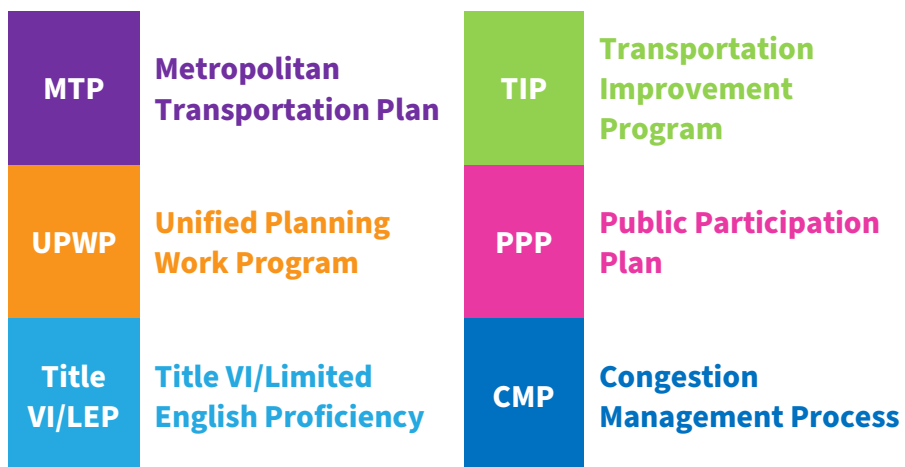 MTP
Metropolitan
Transportation Plan
TIP
Transportation
Improvement
Program
UPWP
Unified Planning
Work Program
PPP
Public Participation
Plan
Title
VI/LEP
Title VI/Limited
English Proficiency
CMP
Congestion
Management Process